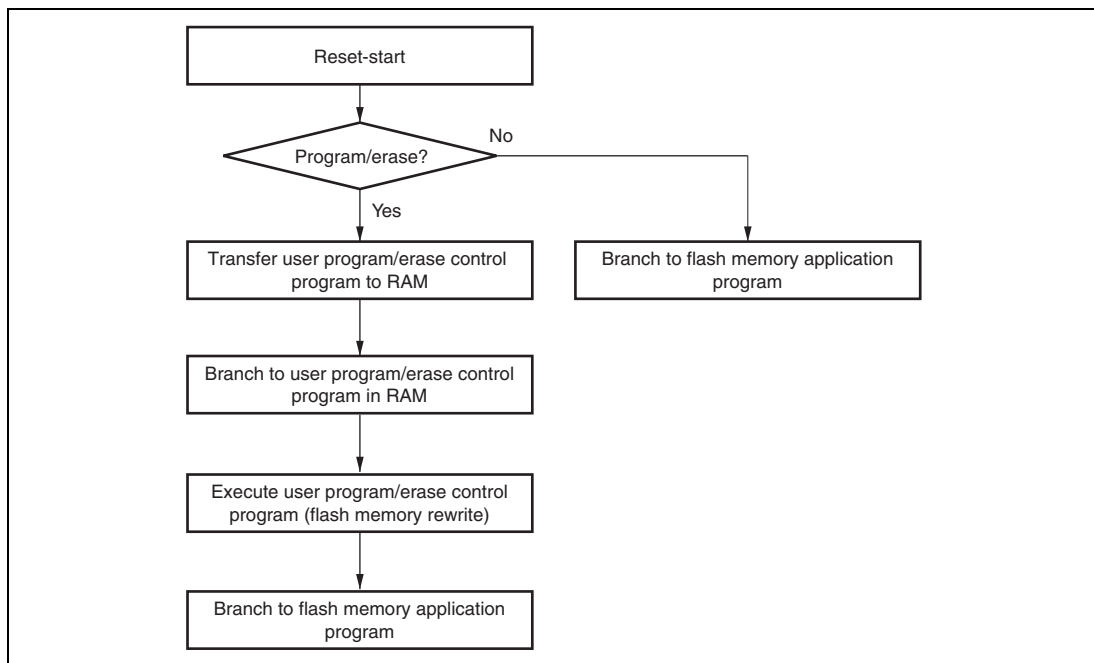 Reset-start
Program/erase?
No
Yes
Transfer user program/erase control
program to RAM
Branch to flash memory application
program
Branch to user program/erase control
program in RAM
Execute user program/erase control
program (flash memory rewrite)
Branch to flash memory application
program